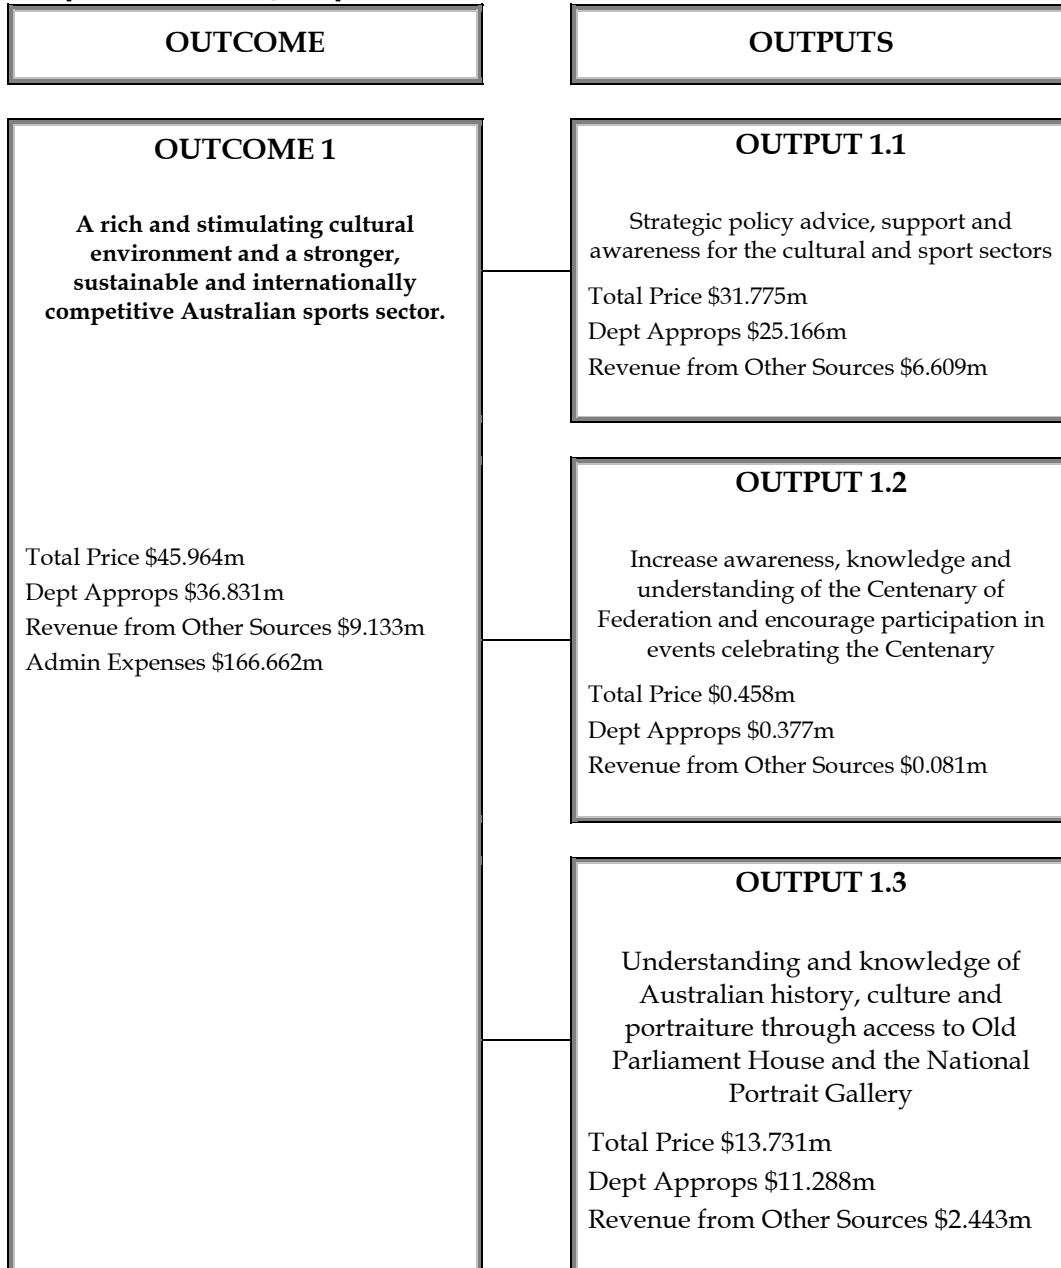 OUTCOME
OUTPUTS
OUTCOME 1
A rich and stimulating cultural
environment and a stronger,
sustainable and internationally
competitive Australian sports sector.
Total Price $45.964m
Dept Approps $36.831m
Revenue from Other Sources $9.133m
Admin Expenses $166.662m
OUTPUT 1.1
Strategic policy advice, support and
awareness for the cultural and sport sectors
Total Price $31.775m
Dept Approps $25.166m
Revenue from Other Sources $6.609m
OUTPUT 1.2
Increase awareness, knowledge and
understanding of the Centenary of
Federation and encourage participation in
events celebrating the Centenary
Total Price $0.458m
Dept Approps $0.377m
Revenue from Other Sources $0.081m
OUTPUT 1.3
Understanding and knowledge of
Australian history, culture and
portraiture through access to Old
Parliament House and the National
Portrait Gallery
Total Price $13.731m
Dept Approps $11.288m
Revenue from Other Sources $2.443m